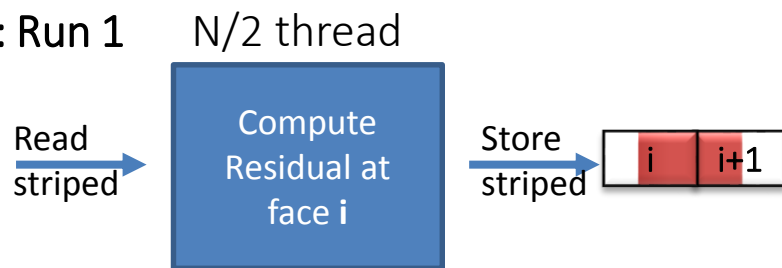 : Run 1
N/2 thread
Read
striped
Compute
Residual at
face i
Store
striped
i
i+1